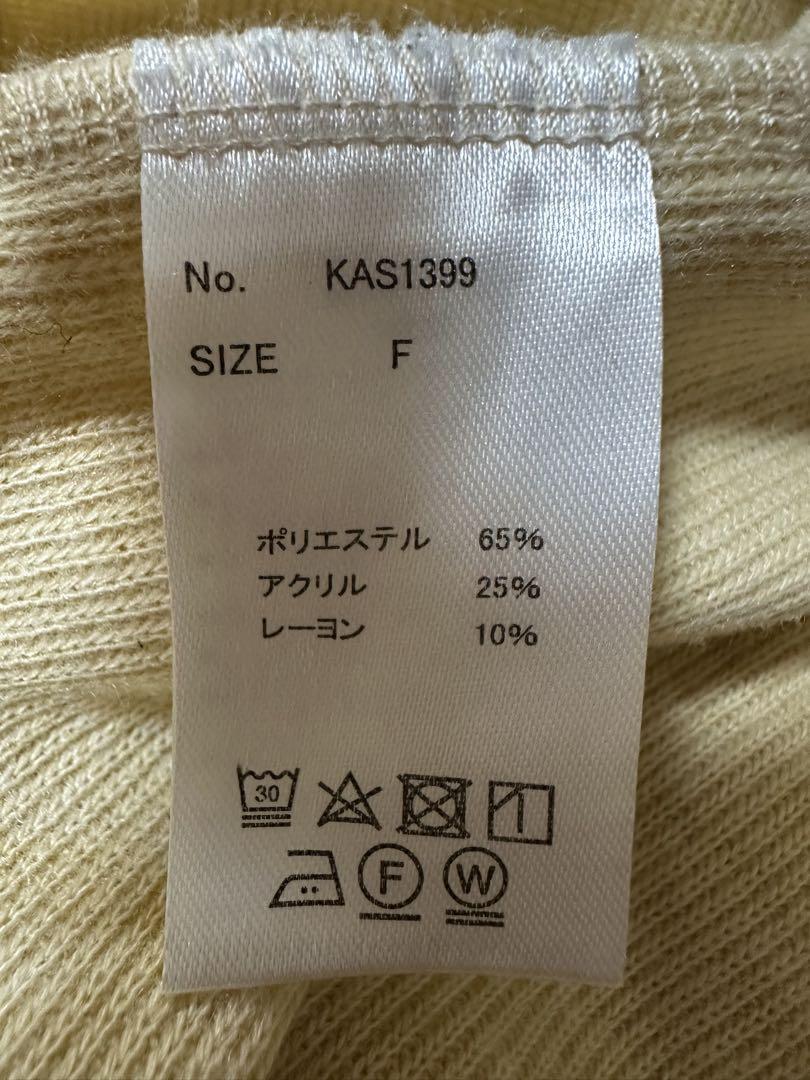 No. KAS1399
SIZE F
ポリエステル 65%
アクリル 25%
レーヨン 10%
30
F W